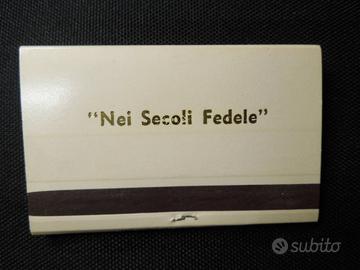 "Nei Secoli Fedele"
subito